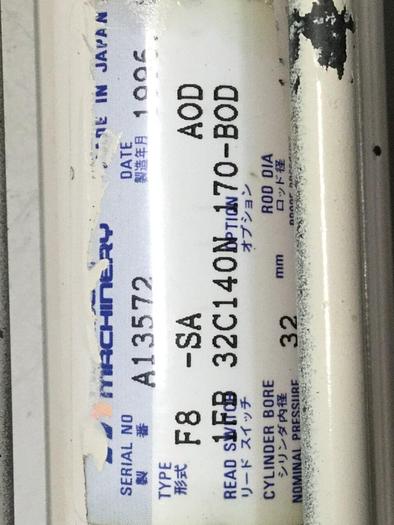 MACHINERY
MADE IN JAPAN
SERIAL NO A13572 DATE 1996
製番 製造年月
TYPE F8 -SA AOD
形式 1FB 32C140N 170-BOD
READ SWITCH OPTION
リードスイッチ オプション
CYLINDER BORE 32 mm ROD DIA
シリンダ内径 ロッド径
NOMINAL PRESSURE